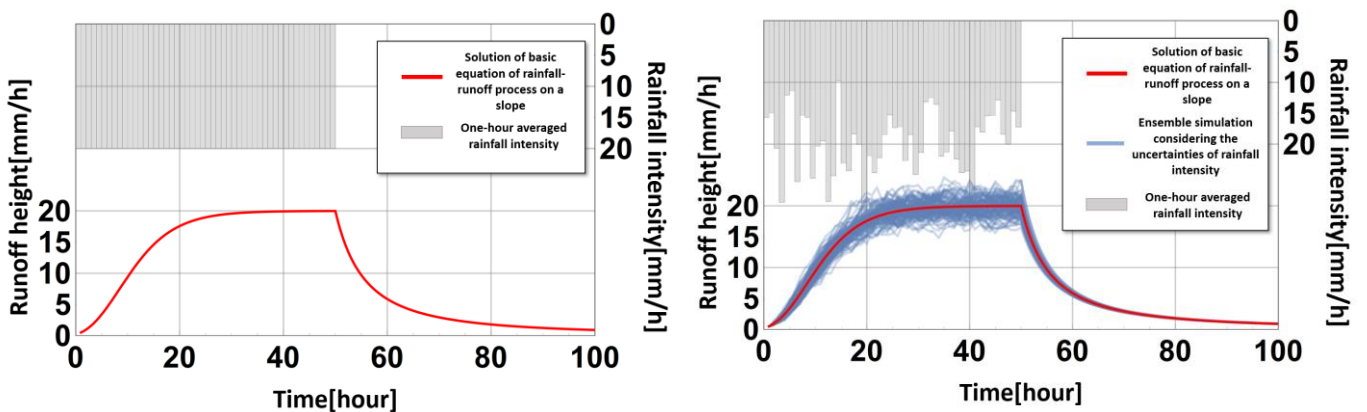 0
5
10
15
20
Rainfall intensity[mm/h]
Solution of basic
equation of rainfall-
runoff process on a
slope
One-hour averaged
rainfall intensity
Runoff height[mm/h]
20
15
10
5
0
0 20 40 60 80 100
Time[hour]
0
5
10
15
20
Rainfall intensity[mm/h]
Solution of basic
equation of rainfall-
runoff process on a
slope
Ensemble simulation
considering the
uncertainties of rainfall
intensity
One-hour averaged
rainfall intensity
Runoff height[mm/h]
20
15
10
5
0
0 20 40 60 80 100
Time[hour]